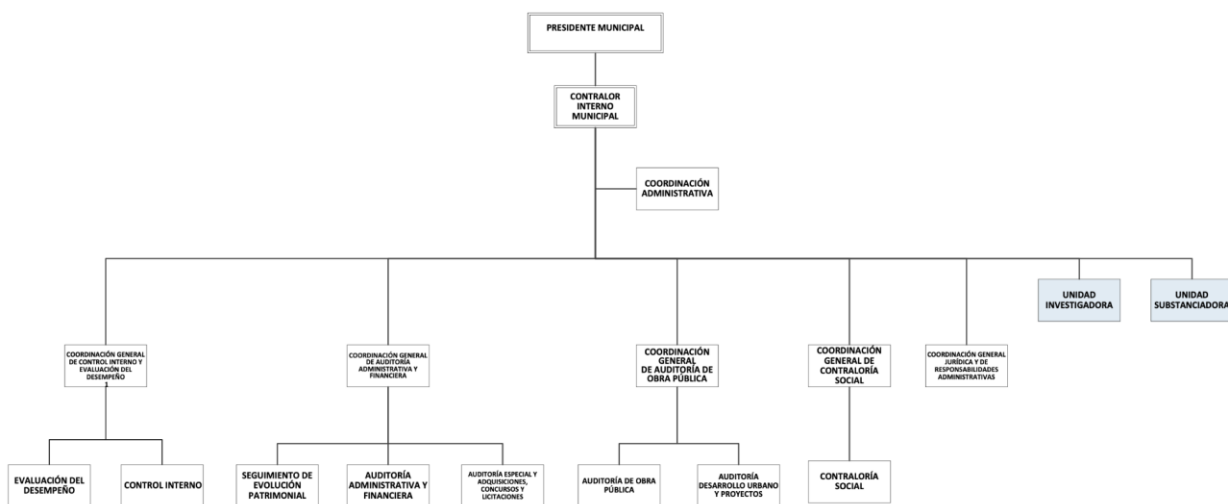 PRESIDENTE MUNICIPAL
CONTRALOR
INTERNO
MUNICIPAL
COORDINACIÓN
ADMINISTRATIVA
UNIDAD
INVESTIGADORA
UNIDAD
SUBSTANCIADORA
COORDINACIÓN GENERAL
DE CONTROL INTERNO Y
EVALUACIÓN DEL
DESEMPEÑO
1
COORDINACIÓN GENERAL
DE AUDITORÍA
ADMINISTRATIVA Y
FINANCIERA
COORDINACIÓN
GENERAL
DE AUDITORÍA DE
OBRA PÚBLICA
COORDINACIÓN
GENERAL DE
CONTRALORÍA
SOCIAL
COORDINACIÓN GENERAL
JURÍDICA Y DE
RESPONSABILIDADES
ADMINISTRATIVAS
EVALUACIÓN DEL
DESEMPEÑO
CONTROL INTERNO
SEGUIMIENTO DE
EVOLUCIÓN
PATRIMONIAL
AUDITORÍA
ADMINISTRATIVA Y
FINANCIERA
AUDITORÍA ESPECIAL Y
ADQUISICIONES,
CONCURSOS Y
LICITACIONES
AUDITORÍA DE OBRA
PÚBLICA
AUDITORÍA
DESARROLLO URBANO
Y PROYECTOS
CONTRALORÍA
SOCIAL